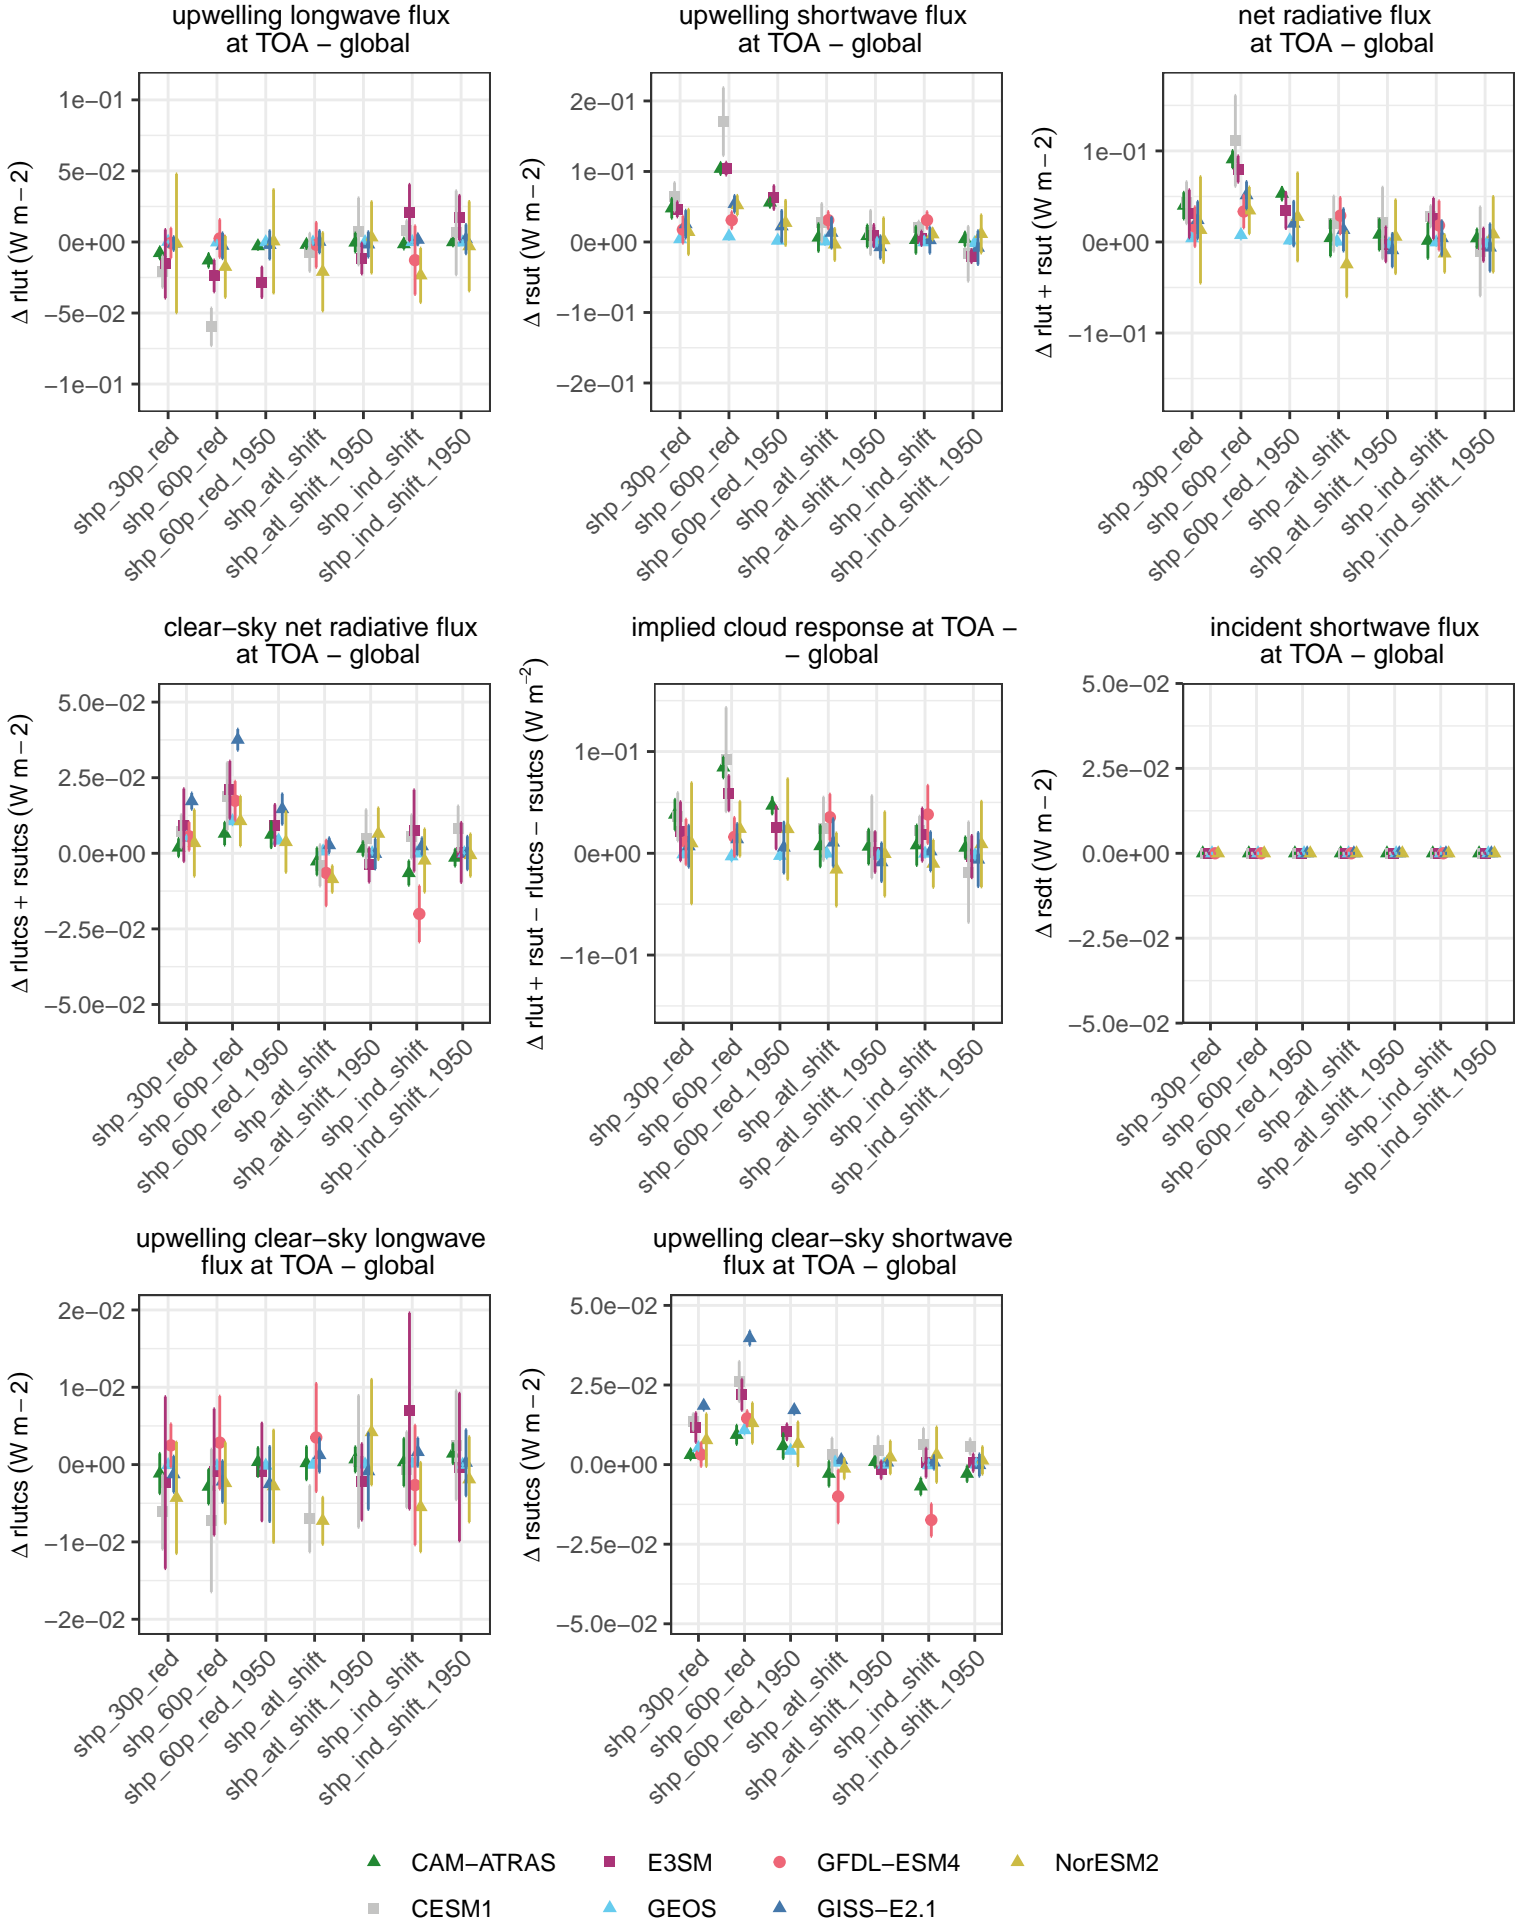 upwelling longwave flux
at TOA − global
Δ rlut (W m−2)
1e−01
5e−02
0e+00
−5e−02
−1e−01
shp_30p_red
shp_60p_red
shp_60p_red_1950
shp_atl_shift
shp_atl_shift_1950
shp_ind_shift
shp_ind_shift_1950
upwelling shortwave flux
at TOA − global
Δ rsut (W m−2)
2e−01
1e−01
0e+00
−1e−01
−2e−01
shp_30p_red
shp_60p_red
shp_60p_red_1950
shp_atl_shift
shp_atl_shift_1950
shp_ind_shift
shp_ind_shift_1950
net radiative flux
at TOA − global
Δ rlut + rsut (W m−2)
1e−01
0e+00
−1e−01
shp_30p_red
shp_60p_red
shp_60p_red_1950
shp_atl_shift
shp_atl_shift_1950
shp_ind_shift
shp_ind_shift_1950
clear−sky net radiative flux
at TOA − global
Δ rlutcs + rsutcs (W m−2)
5.0e−02
2.5e−02
0.0e+00
−2.5e−02
−5.0e−02
shp_30p_red
shp_60p_red
shp_60p_red_1950
shp_atl_shift
shp_atl_shift_1950
shp_ind_shift
shp_ind_shift_1950
implied cloud response at TOA −
− global
Δ rlut + rsut − rlutcs − rsutcs (W m⁻²)
1e−01
0e+00
−1e−01
shp_30p_red
shp_60p_red
shp_60p_red_1950
shp_atl_shift
shp_atl_shift_1950
shp_ind_shift
shp_ind_shift_1950
incident shortwave flux
at TOA − global
Δ rsdt (W m−2)
5.0e−02
2.5e−02
0.0e+00
−2.5e−02
−5.0e−02
shp_30p_red
shp_60p_red
shp_60p_red_1950
shp_atl_shift
shp_atl_shift_1950
shp_ind_shift
shp_ind_shift_1950
upwelling clear−sky longwave
flux at TOA − global
Δ rlutcs (W m−2)
2e−02
1e−02
0e+00
−1e−02
−2e−02
shp_30p_red
shp_60p_red
shp_60p_red_1950
shp_atl_shift
shp_atl_shift_1950
shp_ind_shift
shp_ind_shift_1950
upwelling clear−sky shortwave
flux at TOA − global
Δ rsutcs (W m−2)
5.0e−02
2.5e−02
0.0e+00
−2.5e−02
−5.0e−02
shp_30p_red
shp_60p_red
shp_60p_red_1950
shp_atl_shift
shp_atl_shift_1950
shp_ind_shift
shp_ind_shift_1950
CAM−ATRAS E3SM GFDL−ESM4 NorESM2
CESM1 GEOS GISS−E2.1